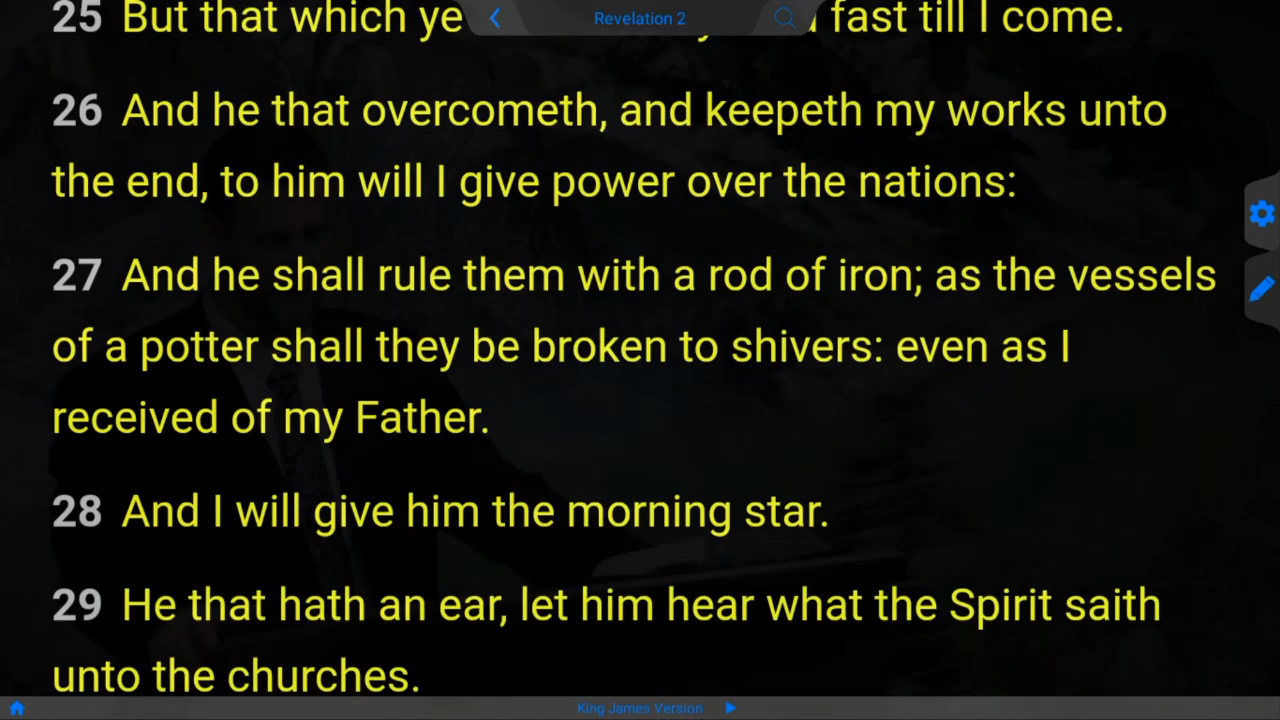 Revelation 2
25 But that which ye fast till I come.
26 And he that overcometh, and keepeth my works unto
the end, to him will I give power over the nations:
27 And he shall rule them with a rod of iron; as the vessels
of a potter shall they be broken to shivers: even as I
received of my Father.
28 And I will give him the morning star.
29 He that hath an ear, let him hear what the Spirit saith
unto the churches.
King James Version